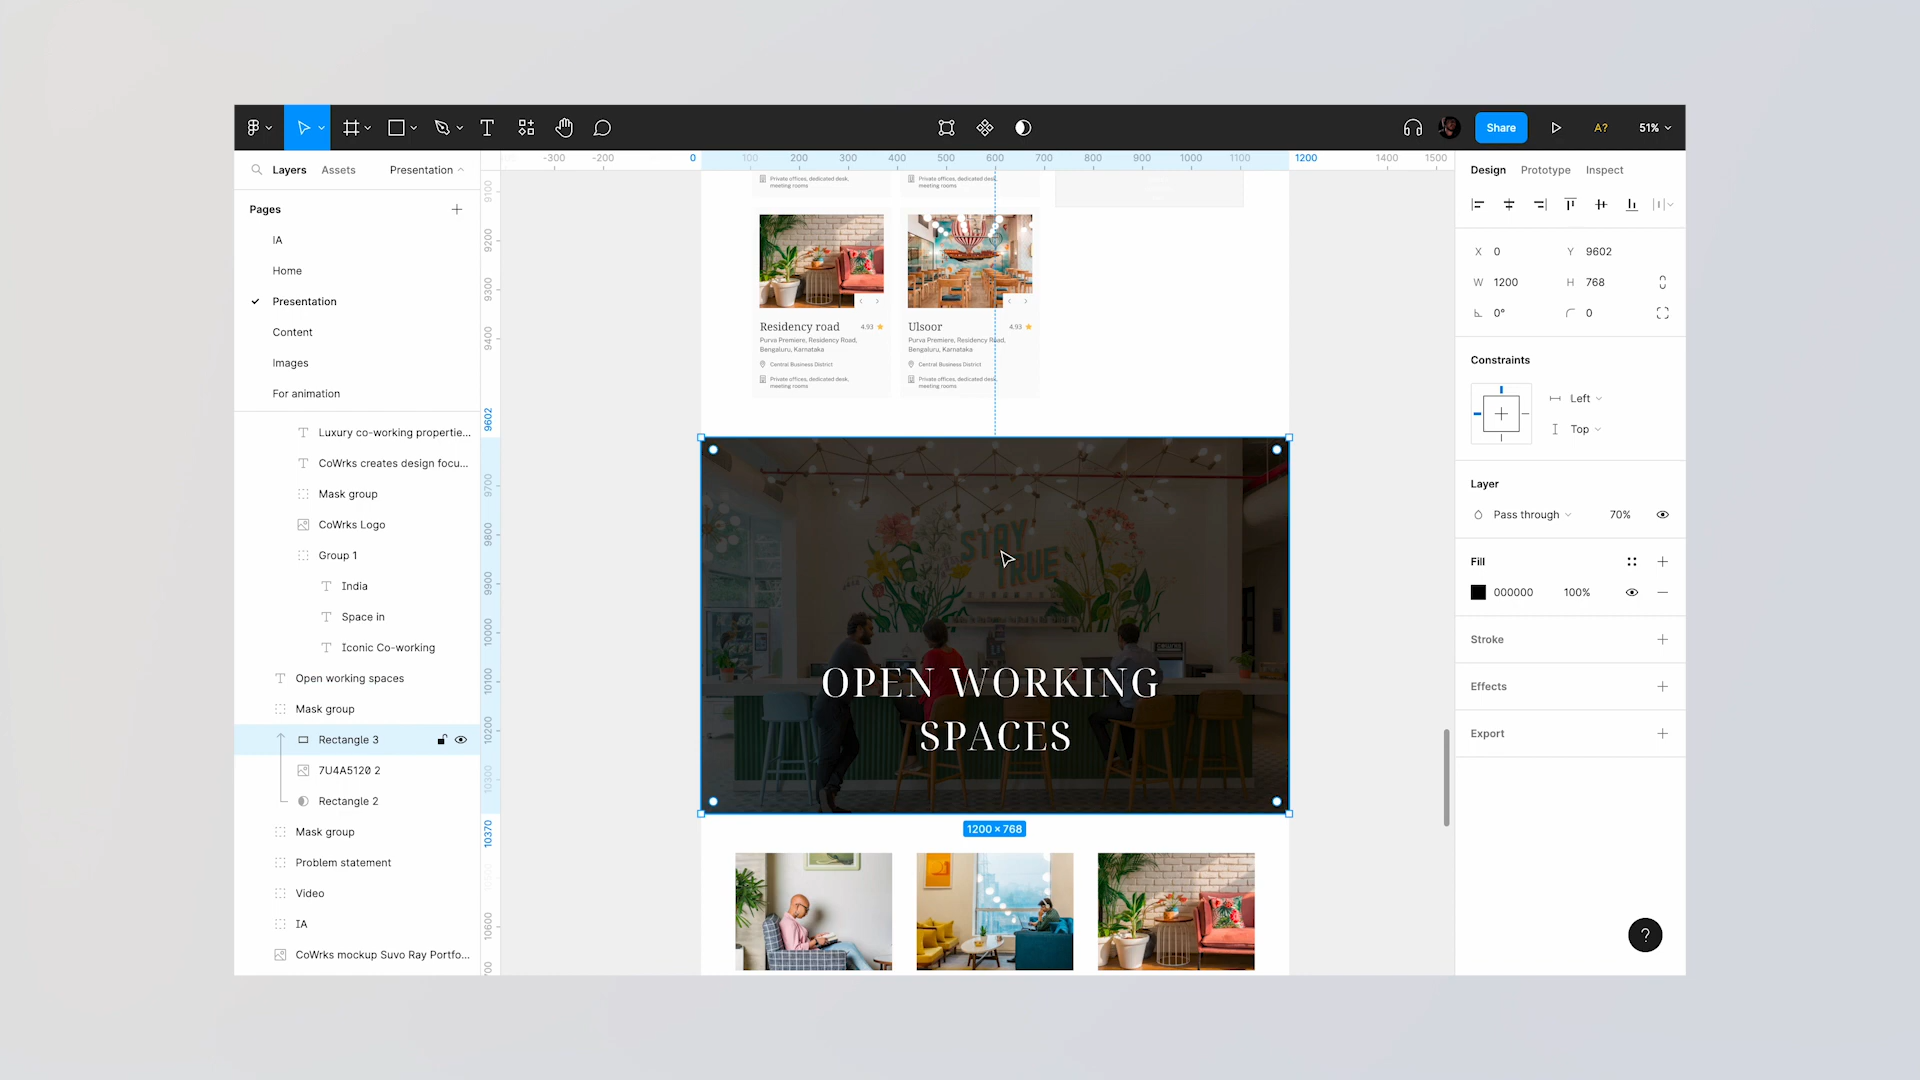 Share
A?
51%
Layers
Assets
Presentation
-300
-200
0
100
200
300
400
500
600
700
800
900
1000
1100
1200
1400
1500
Design
Prototype
Inspect
Pages
IA
Home
Presentation
Content
Images
For animation
Luxury co-working propertie...
CoWrks creates design focu...
Mask group
CoWrks Logo
Group 1
India
Space in
Iconic Co-working
Open working spaces
Mask group
Rectangle 3
7U4A5120 2
Rectangle 2
Mask group
Problem statement
Video
IA
CoWrks mockup Suvo Ray Portfo...
9100
9200
9300
9400
9602
9700
9800
9900
10000
10100
10200
10300
10370
10600
Private offices, dedicated desk,
meeting rooms
Private offices, dedicated desk,
meeting rooms
Residency road
4.93
Purva Premiere, Residency Road,
Bengaluru, Karnataka
Central Business District
Private offices, dedicated desk,
meeting rooms
Ulsoor
4.93
Purva Premiere, Residency Road,
Bengaluru, Karnataka
Central Business District
Private offices, dedicated desk,
meeting rooms
STAY
TRUE
OPEN WORKING
SPACES
1200 × 768
X 0
Y 9602
W 1200
H 768
0°
0
Constraints
Left
Top
Layer
Pass through
70%
Fill
000000
100%
Stroke
Effects
Export
?